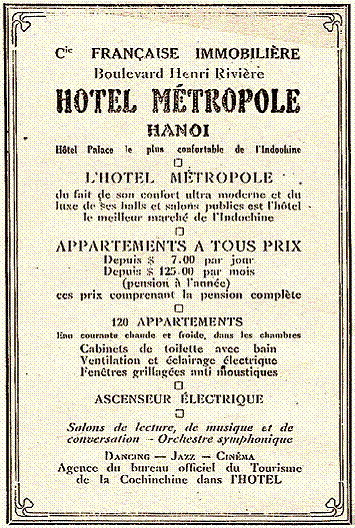 Cie FRANÇAISE IMMOBILIÈRE
Boulevard Henri Rivière
HOTEL MÉTROPOLE
HANOI
Hôtel Palace le plus confortable de l'Indochine
L'HOTEL MÉTROPOLE
du fait de son confort ultra moderne et du
luxe de ses halls et salons publics est l'hôtel
le meilleur marché de l'Indochine
APPARTEMENTS A TOUS PRIX
Depuis $ 7.00 par jour
Depuis $ 125.00 par mois
(pension à l'année)
ces prix comprenant la pension complète
120 APPARTEMENTS
Eau courante chaude et froide, dans les chambres
Cabinets de toilette avec bain
Ventilation et éclairage électrique
Fenêtres grillagées anti moustiques
ASCENSEUR ÉLECTRIQUE
Salons de lecture, de musique et de
conversation - Orchestre symphonique
DANCING — JAZZ — CINÉMA
Agence du bureau officiel du Tourisme
de la Cochinchine dans l'HOTEL